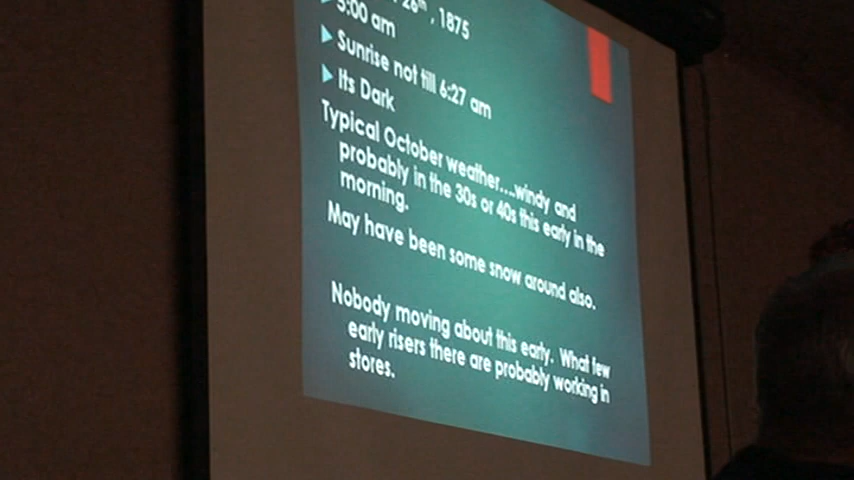 26th, 1875
5:00 am
Sunrise not till 6:27 am
Its Dark
Typical October weather....windy and
probably in the 30s or 40s this early in the
morning.
May have been some snow around also.
Nobody moving about this early. What few
early risers there are probably working in
stores.